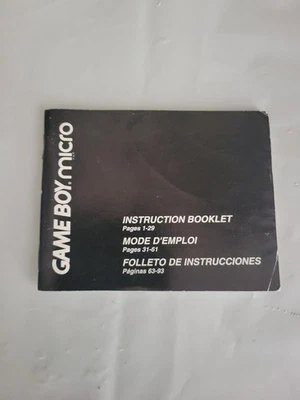 GAME BOY micro
INSTRUCTION BOOKLET
Pages 1-29
MODE D'EMPLOI
Pages 31-61
FOLLETO DE INSTRUCCIONES
Páginas 63-93